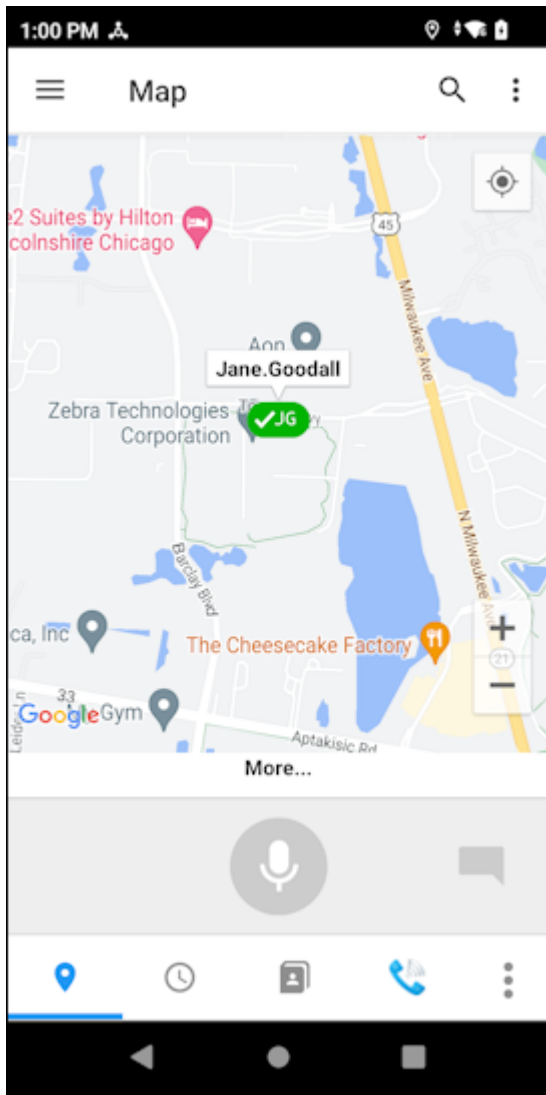 1:00 PM
Map
e2 Suites by Hilton
colnshire Chicago
45
Milwaukee Ave
Aon
Jane.Goodall
JG
Zebra Technologies
Corporation
N Milwaukee Ave
Barclay Blvd
ca, Inc
The Cheesecake Factory
21
33
Google
Gym
Aptakisic Rd
More...